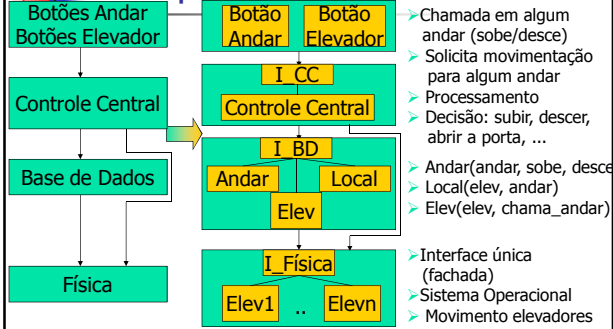 Botões Andar
Botões Elevador
Controle Central
Base de Dados
Física
Botão
Andar
Botão
Elevador
I_CC
Controle Central
I_BD
Andar
Local
Elev
I_Física
Elev1
..
Elevn
Chamada em algum
andar (sobe/desce)
Solicita movimentação
para algum andar
Processamento
Decisão: subir, descer,
abrir a porta, ...
Andar(andar, sobe, desce
Local(elev, andar)
Elev(elev, chama_andar)
Interface única
(fachada)
Sistema Operacional
Movimento elevadores